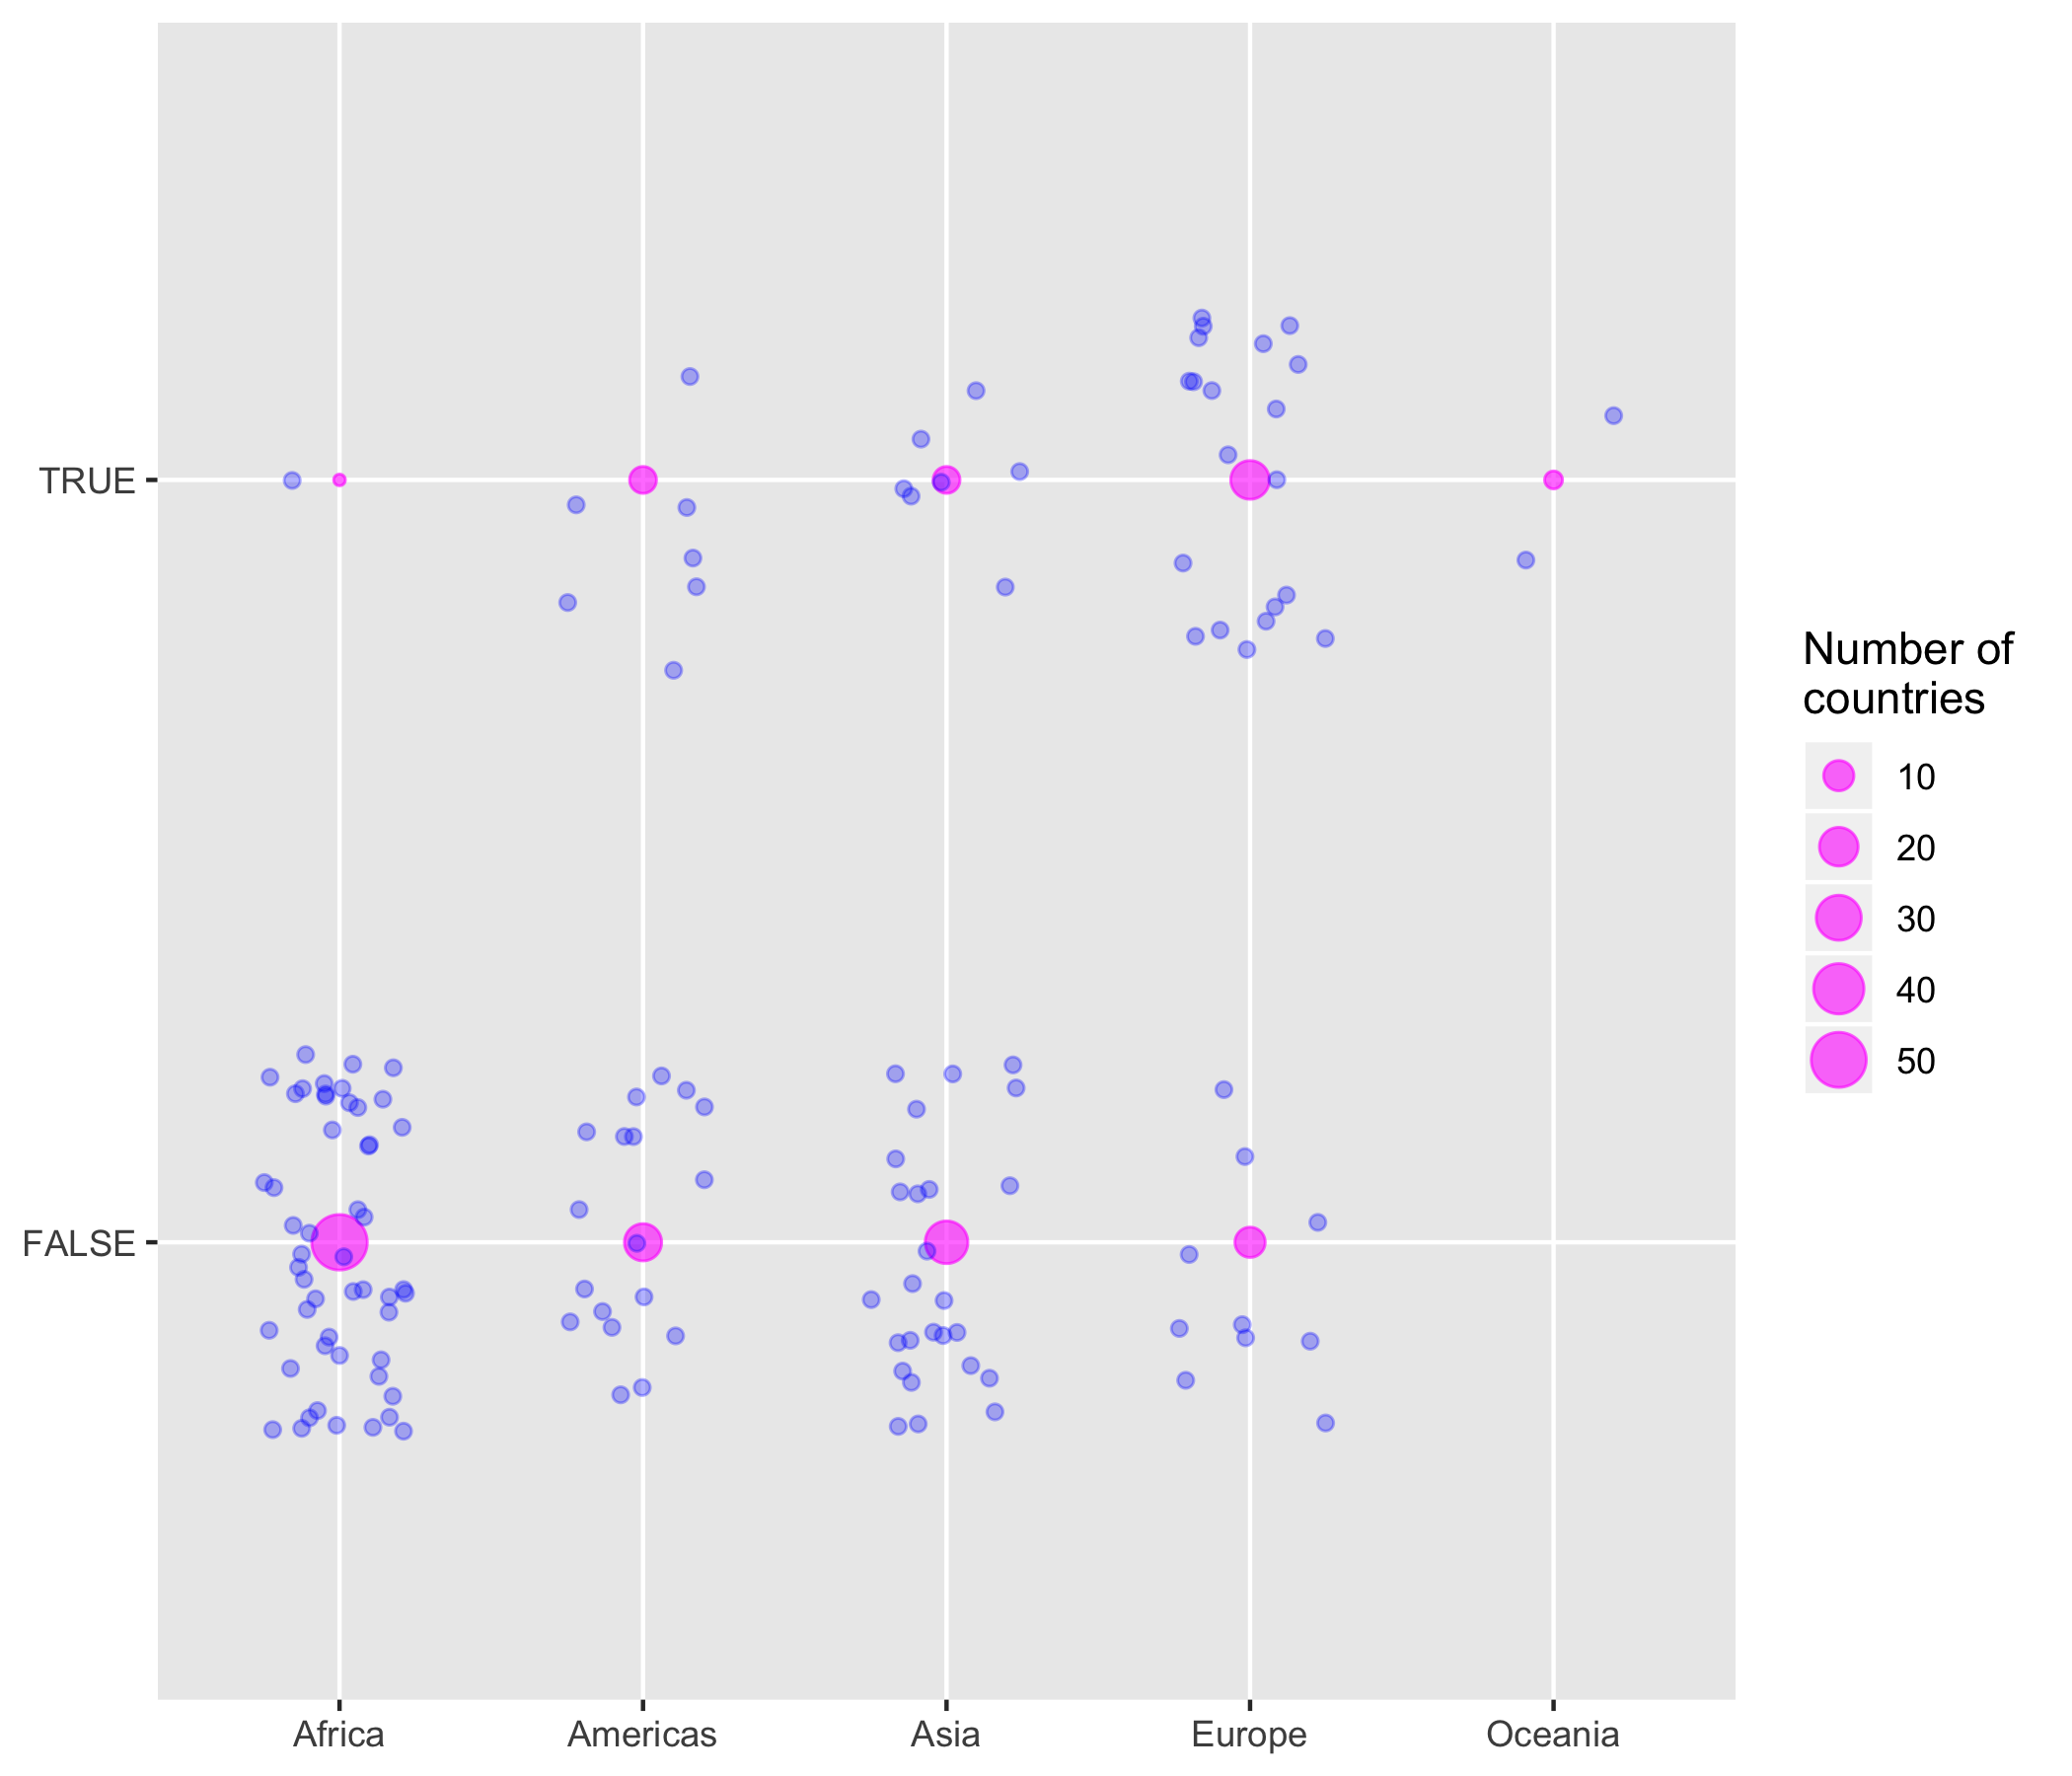 TRUE
FALSE
Africa
Americas
Asia
Europe
Oceania
Number of
countries
10
20
30
40
50